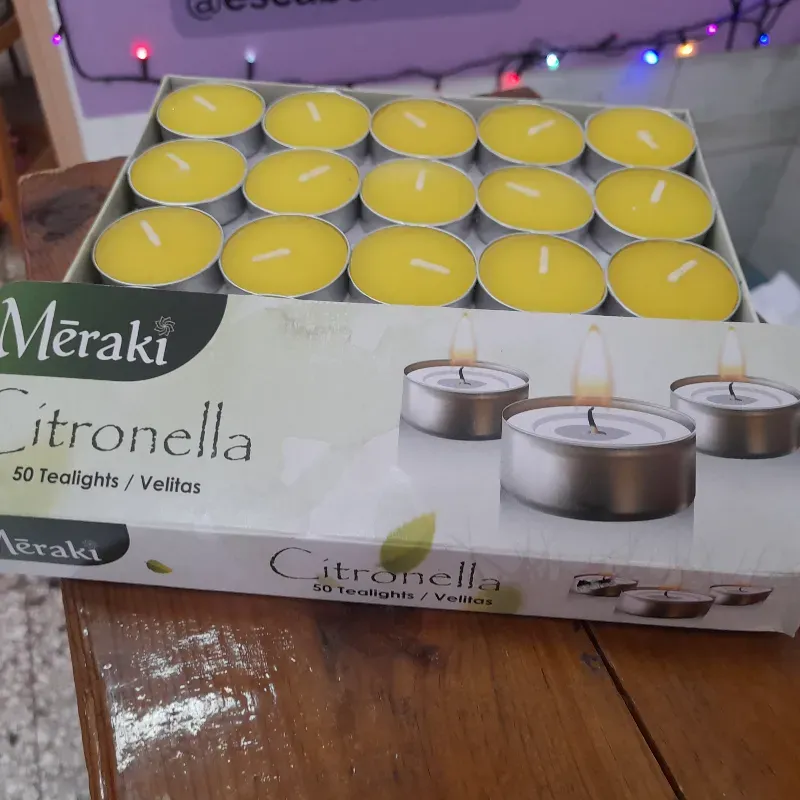 Mēraki
Citronella
50 Tealights / Velitas
Mēraki
Citronella
50 Tealights / Velitas